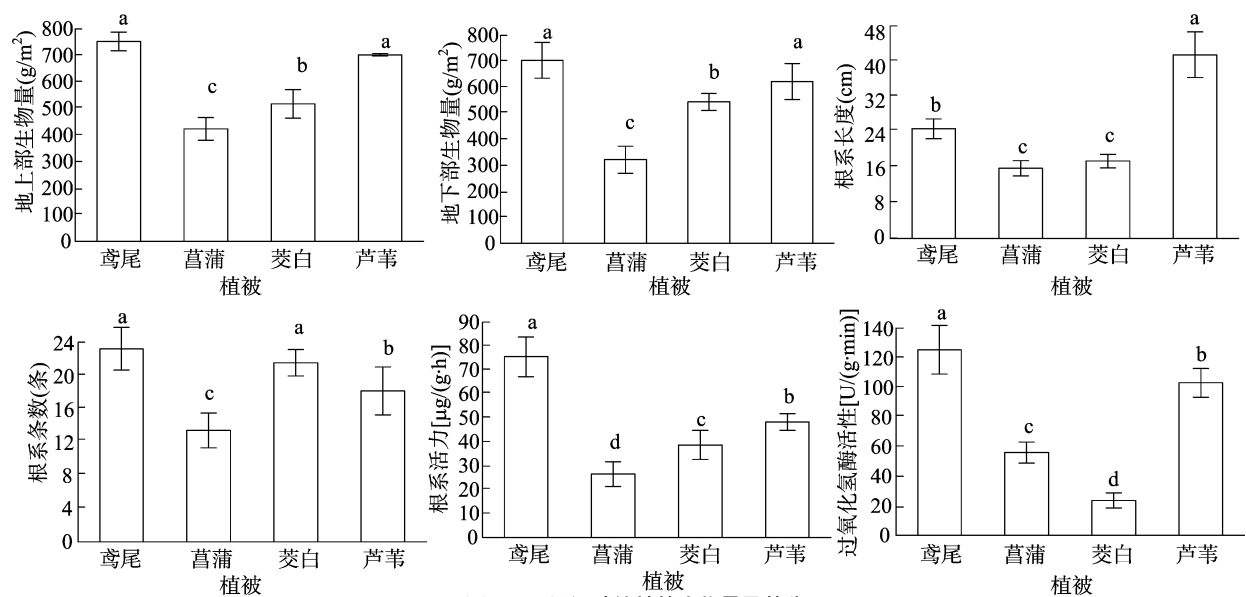 地上部生物量(g/m²)
800
700
600
500
400
300
200
100
0
a
c
b
a
鸢尾 菖蒲 茭白 芦苇
植被
地下部生物量(g/m²)
800
700
600
500
400
300
200
100
0
a
c
b
a
鸢尾 菖蒲 茭白 芦苇
植被
根系长度(cm)
48
40
32
24
16
8
0
b
c
c
a
鸢尾 菖蒲 茭白 芦苇
植被
根系条数(条)
24
20
16
12
8
4
0
a
c
a
b
鸢尾 菖蒲 茭白 芦苇
植被
根系活力[μg/(g·h)]
90
80
70
60
50
40
30
20
10
0
a
d
c
b
鸢尾 菖蒲 茭白 芦苇
植被
过氧化氢酶活性[U/(g·min)]
140
120
100
80
60
40
20
0
a
c
d
b
鸢尾 菖蒲 茭白 芦苇
植被